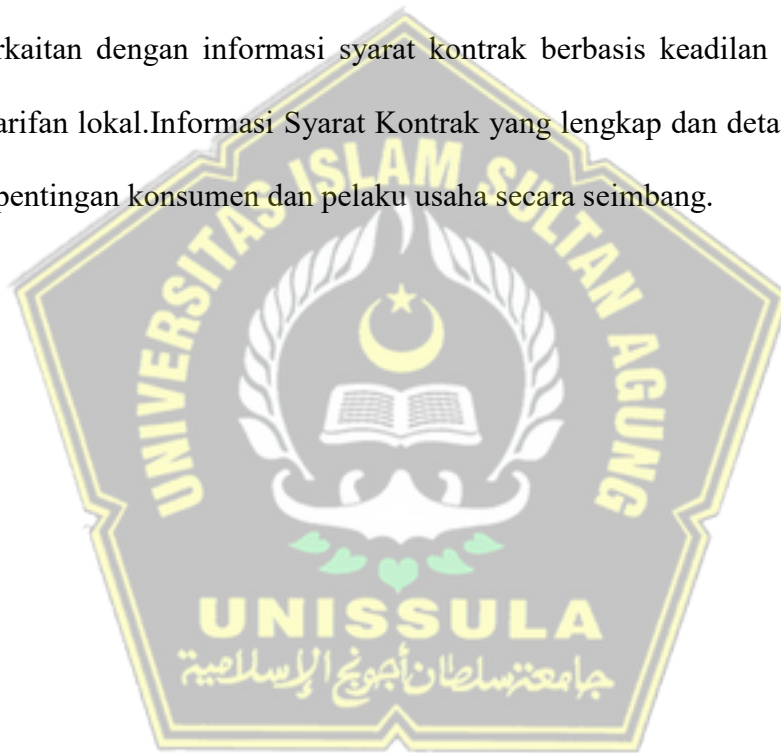 rkaitan dengan informasi syarat kontrak berbasis keadilan
arifan lokal.Informasi Syarat Kontrak yang lengkap dan deta
pentingan konsumen dan pelaku usaha secara seimbang.
UNIVERSITAS ISLAM SULTAN AGUNG
UNISSULA
جامعة سلطان أجونج الإسلامية